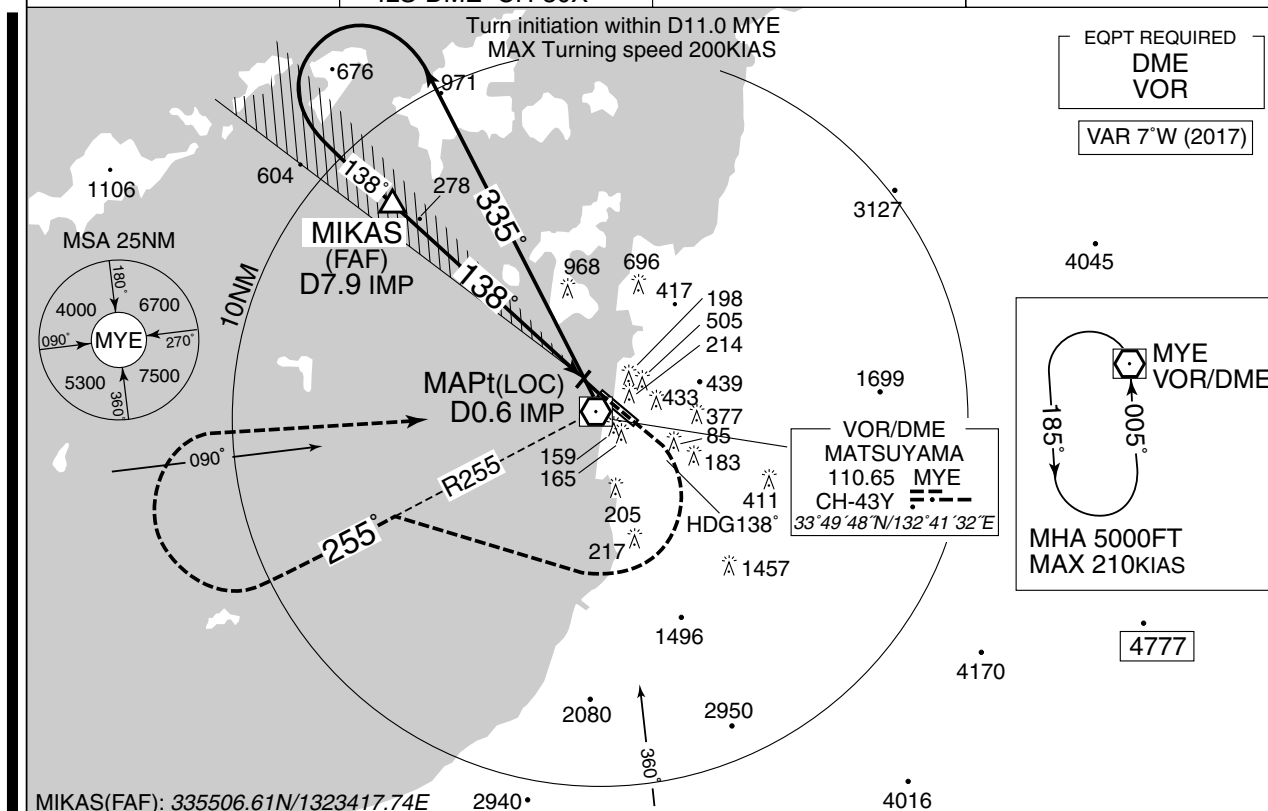 Turn initiation within D11.0 MYE
MAX Turning speed 200KIAS
EQPT REQUIRED
DME
VOR
VAR 7°W (2017)
676
971
1106
604
138°
278
335°
3127
4045
MIKAS
(FAF)
D7.9 IMP
MSA 25NM
180°
4000
6700
090°
MYE
270°
5300
7500
360°
10NM
138°
968
696
417
198
505
214
MAPt(LOC)
D0.6 IMP
439
433
377
85
183
1699
MYE
VOR/DME
185°
005°
MHA 5000FT
MAX 210KIAS
VOR/DME
MATSUYAMA
110.65 MYE
CH-43Y
33°49´48˝N/132°41´32˝E
090°
R255
159
165
205
217
411
HDG138°
255°
1457
1496
4777
4170
2080
2950
360°
MIKAS(FAF): 335506.61N/1323417.74E
2940
4016